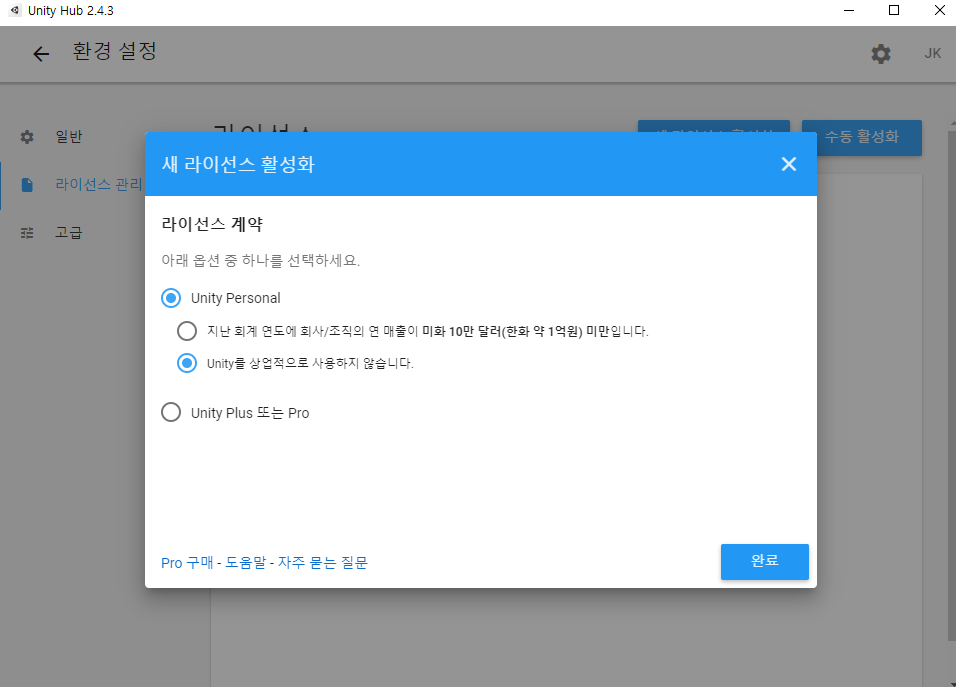 Unity Hub 2.4.3
환경 설정
JK
일반
수동 활성화
새 라이선스 활성화
라이선스 관리
라이선스 계약
고급
아래 옵션 중 하나를 선택하세요.
Unity Personal
지난 회계 연도에 회사/조직의 연 매출이 미화 10만 달러(한화 약 1억원) 미만입니다.
Unity를 상업적으로 사용하지 않습니다.
Unity Plus 또는 Pro
Pro 구매 - 도움말 - 자주 묻는 질문
완료